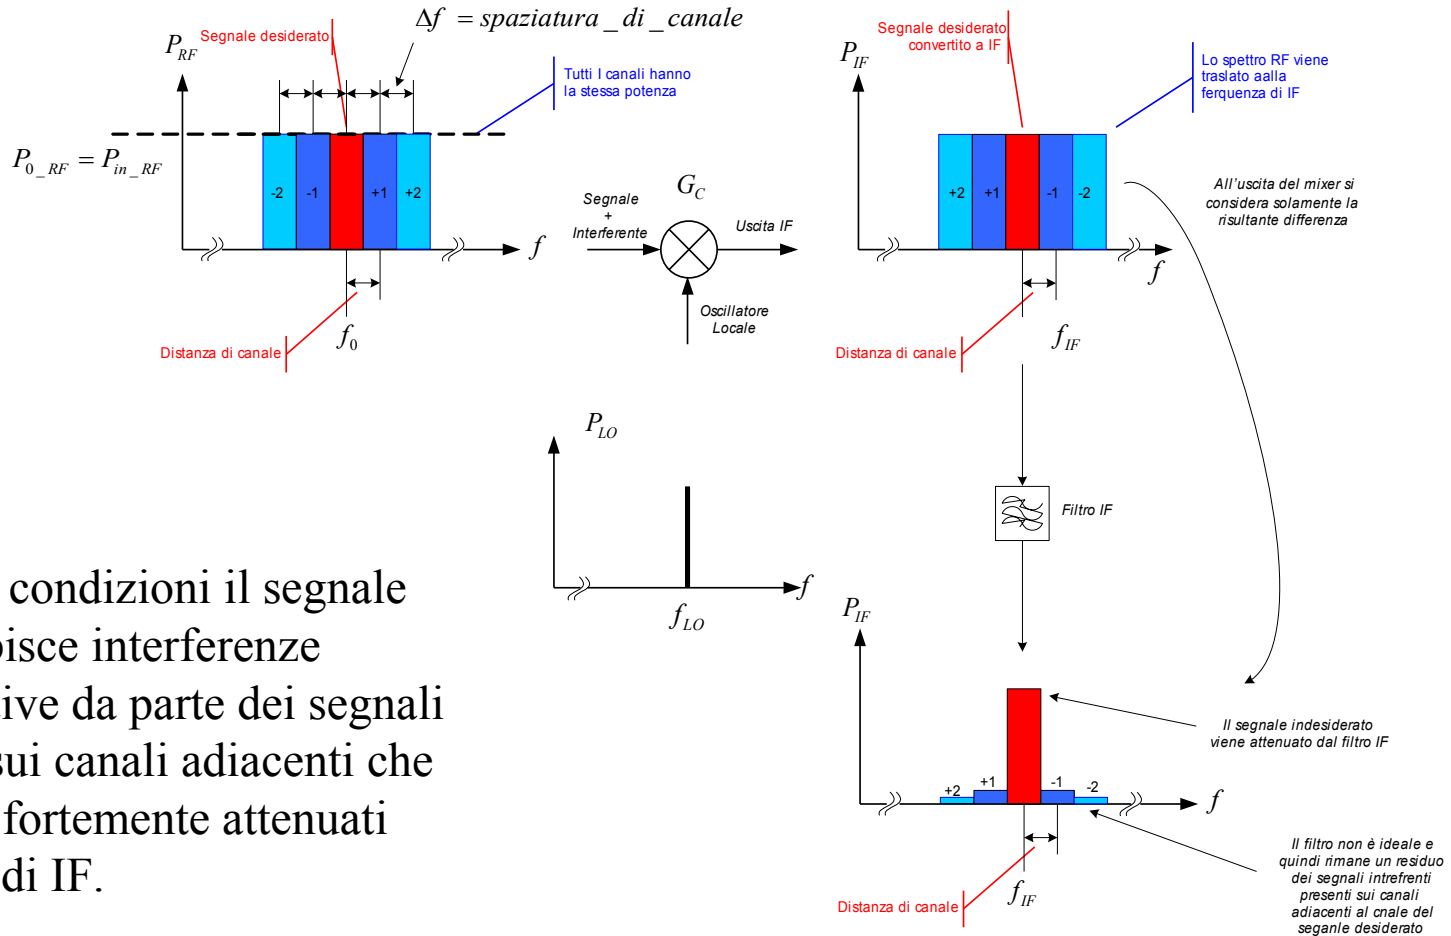 Δf = spaziatura_di_canale
Segnale desiderato
P_RF
Tutti I canali hanno
la stessa potenza
P_0_RF = P_in_RF
-2 -1 +1 +2
f
f_0
Distanza di canale
Segnale
+
Interferente
G_C
Uscita IF
Oscillatore
Locale
P_LO
f
f_LO
Segnale desiderato
convertito a IF
P_IF
Lo spettro RF viene
traslato aalla
ferquenza di IF
+2 +1 -1 -2
f
f_IF
Distanza di canale
All'uscita del mixer si
considera solamente la
risultante differenza
Filtro IF
P_IF
+2 +1 -1 -2
f
f_IF
Distanza di canale
Il segnale indesiderato
viene attenuato dal filtro IF
Il filtro non è ideale e
quindi rimane un residuo
dei segnali intrefrenti
presenti sui canali
adiacenti al cnale del
seganle desiderato
condizioni il segnale
isce interferenze
ive da parte dei segnali
sui canali adiacenti che
fortemente attenuati
di IF.